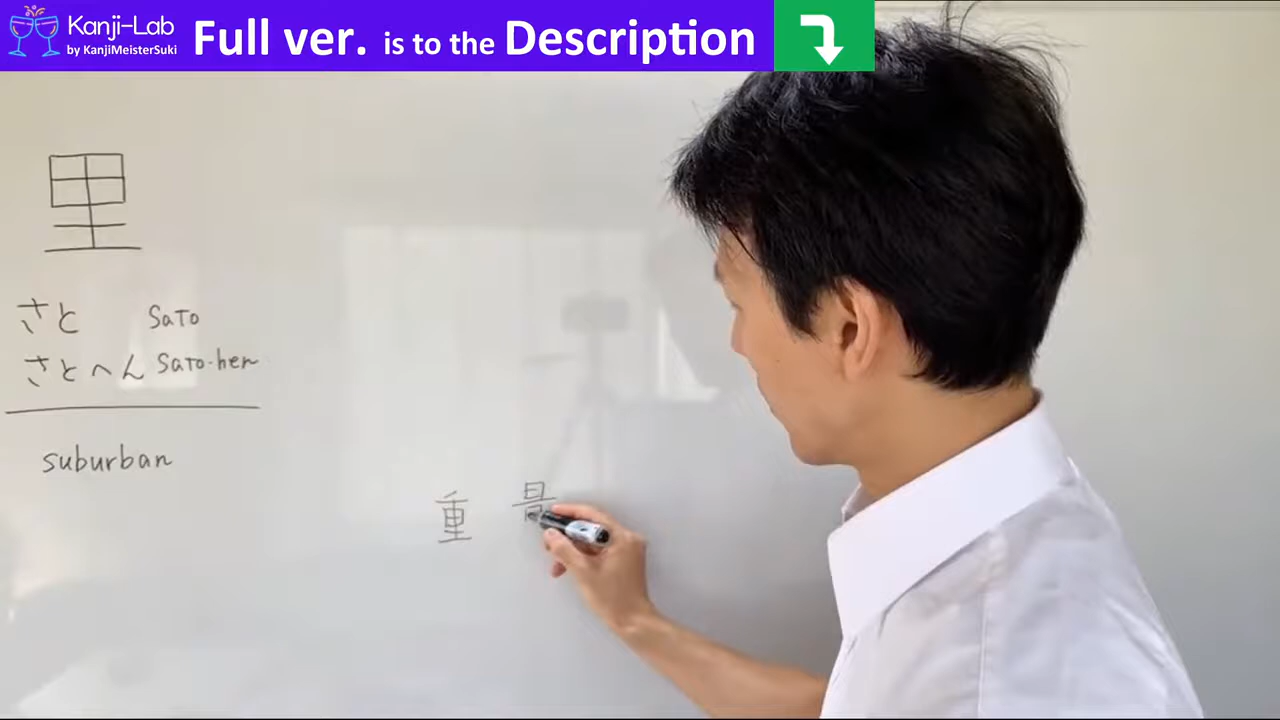 Kanji-Lab
by KanjiMeisterSuki
Full ver. is to the Description
里
さと Sato
さとへん Sato-hen
suburban
重